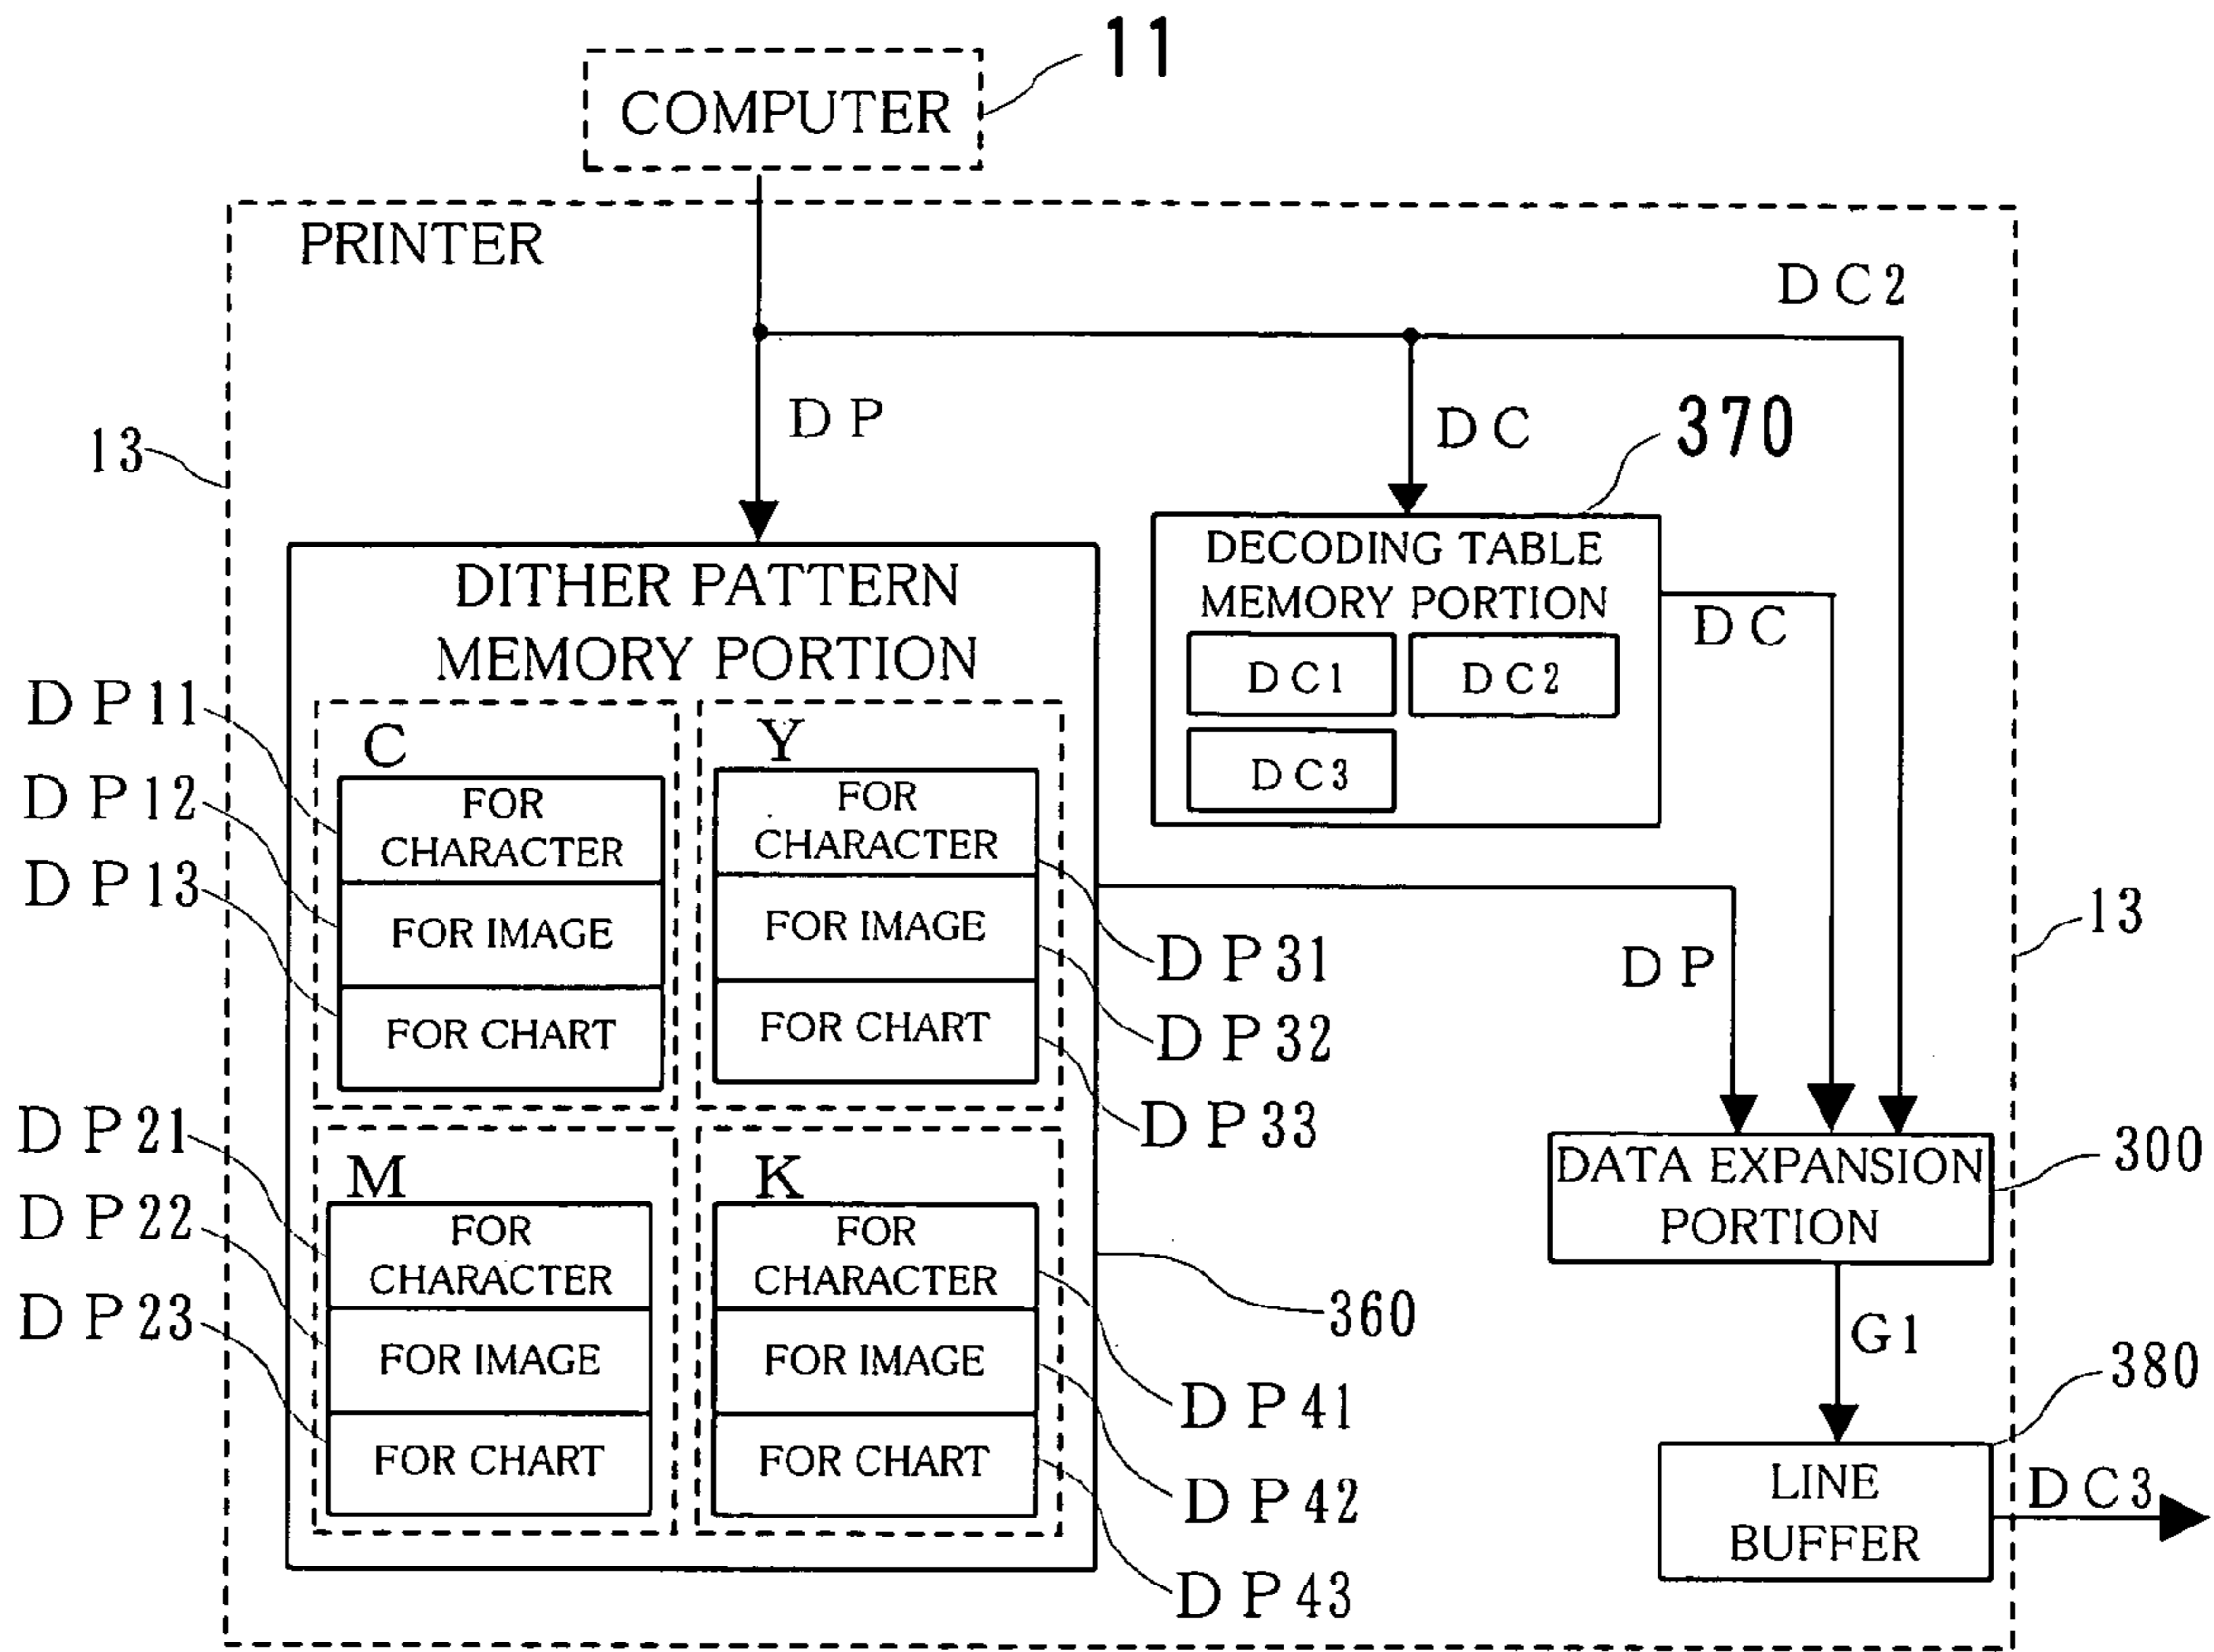 11
COMPUTER
PRINTER
DC2
DP
DC
370
13
DECODING TABLE
MEMORY PORTION
DC
DC1
DC2
DC3
DITHER PATTERN
MEMORY PORTION
DP11
DP12
DP13
C
FOR
CHARACTER
FOR IMAGE
FOR CHART
Y
FOR
CHARACTER
FOR IMAGE
FOR CHART
DP31
DP32
DP33
DP
13
DP21
DP22
DP23
M
FOR
CHARACTER
FOR IMAGE
FOR CHART
K
FOR
CHARACTER
FOR IMAGE
FOR CHART
360
DP41
DP42
DP43
DATA EXPANSION
PORTION
300
G1
380
LINE
BUFFER
DC3